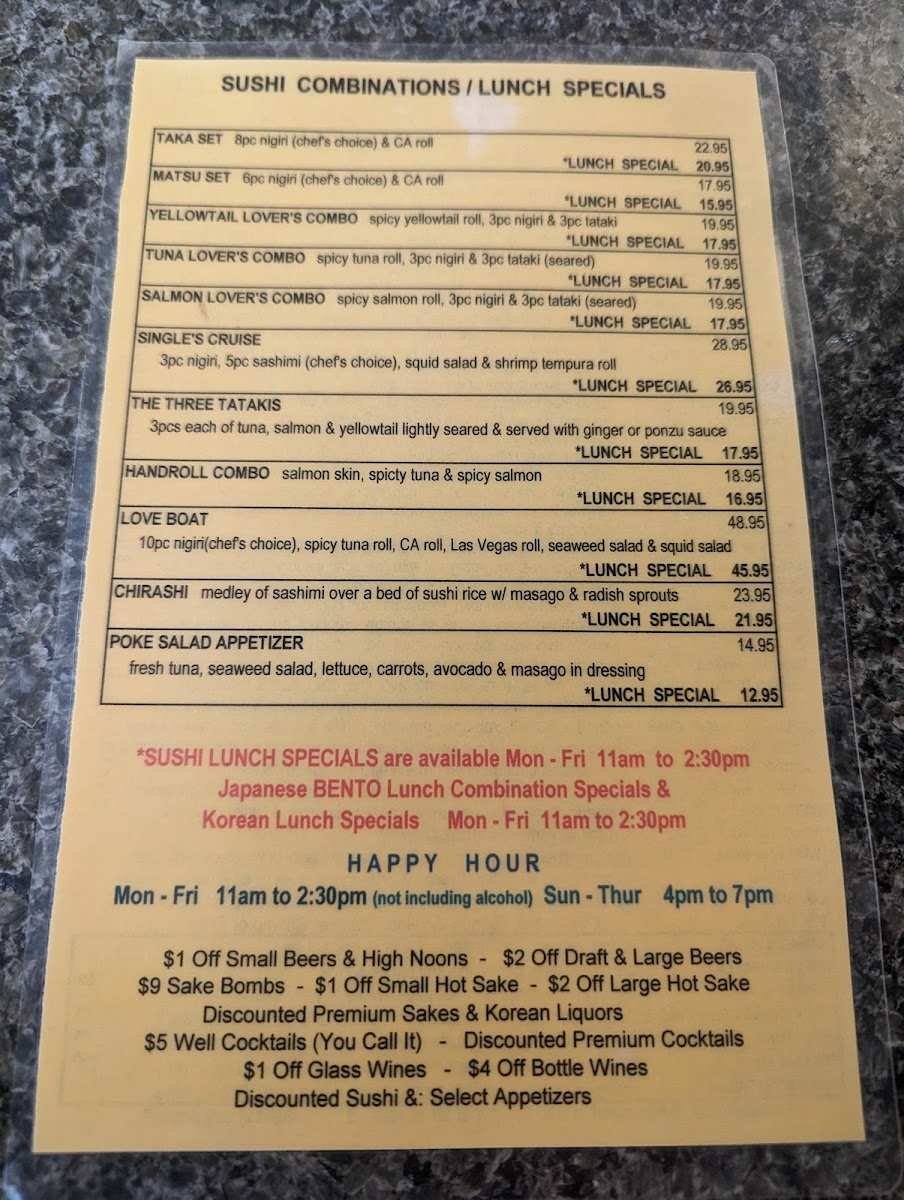 SUSHI COMBINATIONS / LUNCH SPECIALS
TAKA SET 8pc nigiri (chef's choice) & CA roll 22.95
*LUNCH SPECIAL 20.95
MATSU SET 6pc nigiri (chef's choice) & CA roll 17.95
*LUNCH SPECIAL 15.95
YELLOWTAIL LOVER'S COMBO spicy yellowtail roll, 3pc nigiri & 3pc tataki 19.95
*LUNCH SPECIAL 17.95
TUNA LOVER'S COMBO spicy tuna roll, 3pc nigiri & 3pc tataki (seared) 19.95
*LUNCH SPECIAL 17.95
SALMON LOVER'S COMBO spicy salmon roll, 3pc nigiri & 3pc tataki (seared) 19.95
*LUNCH SPECIAL 17.95
SINGLE'S CRUISE 28.95
3pc nigiri, 5pc sashimi (chef's choice), squid salad & shrimp tempura roll
*LUNCH SPECIAL 26.95
THE THREE TATAKIS 19.95
3pcs each of tuna, salmon & yellowtail lightly seared & served with ginger or ponzu sauce
*LUNCH SPECIAL 17.95
HANDROLL COMBO salmon skin, spicty tuna & spicy salmon 18.95
*LUNCH SPECIAL 16.95
LOVE BOAT 48.95
10pc nigiri(chef's choice), spicy tuna roll, CA roll, Las Vegas roll, seaweed salad & squid salad
*LUNCH SPECIAL 45.95
CHIRASHI medley of sashimi over a bed of sushi rice w/ masago & radish sprouts 23.95
*LUNCH SPECIAL 21.95
POKE SALAD APPETIZER 14.95
fresh tuna, seaweed salad, lettuce, carrots, avocado & masago in dressing
*LUNCH SPECIAL 12.95
*SUSHI LUNCH SPECIALS are available Mon - Fri 11am to 2:30pm
Japanese BENTO Lunch Combination Specials &
Korean Lunch Specials Mon - Fri 11am to 2:30pm
HAPPY HOUR
Mon - Fri 11am to 2:30pm (not including alcohol) Sun - Thur 4pm to 7pm
$1 Off Small Beers & High Noons - $2 Off Draft & Large Beers
$9 Sake Bombs - $1 Off Small Hot Sake - $2 Off Large Hot Sake
Discounted Premium Sakes & Korean Liquors
$5 Well Cocktails (You Call It) - Discounted Premium Cocktails
$1 Off Glass Wines - $4 Off Bottle Wines
Discounted Sushi &: Select Appetizers